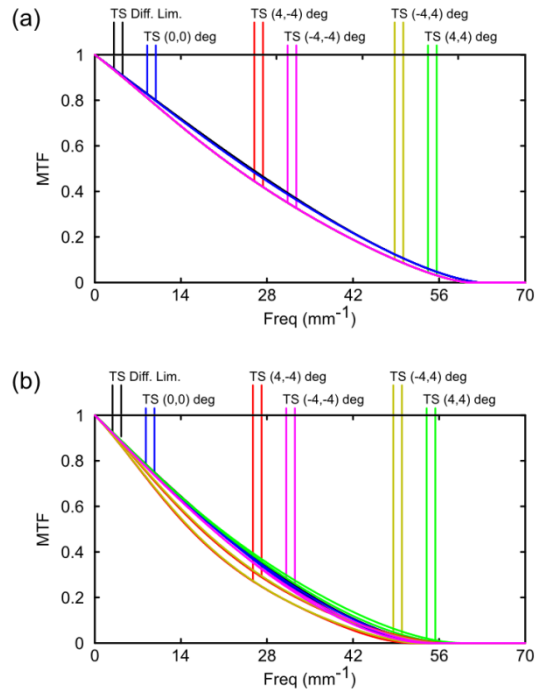 (a)
TS Diff. Lim. TS (4,-4) deg TS (-4,4) deg
TS (0,0) deg TS (-4,-4) deg TS (4,4) deg
1
0.8
0.6
0.4
0.2
0
MTF
0 14 28 42 56 70
Freq (mm⁻¹)
(b)
TS Diff. Lim. TS (4,-4) deg TS (-4,4) deg
TS (0,0) deg TS (-4,-4) deg TS (4,4) deg
1
0.8
0.6
0.4
0.2
0
MTF
0 14 28 42 56 70
Freq (mm⁻¹)